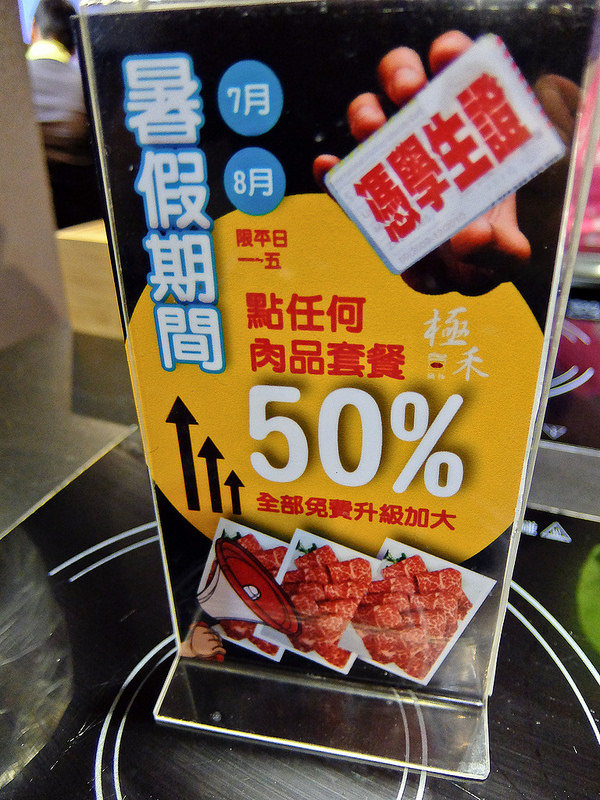 暑假期間
7月
8月
憑學生證
限平日
一~五
點任何
肉品套餐
極禾
50%
全部免費升級加大